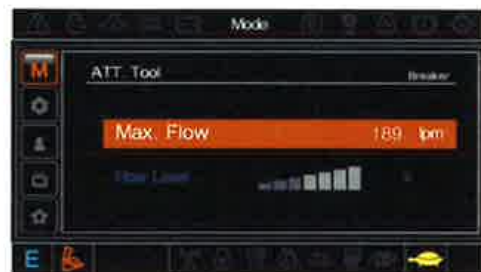 Mode
M
ATT Tool
Breaker
Max. Flow 189 lpm
Flow Level
E